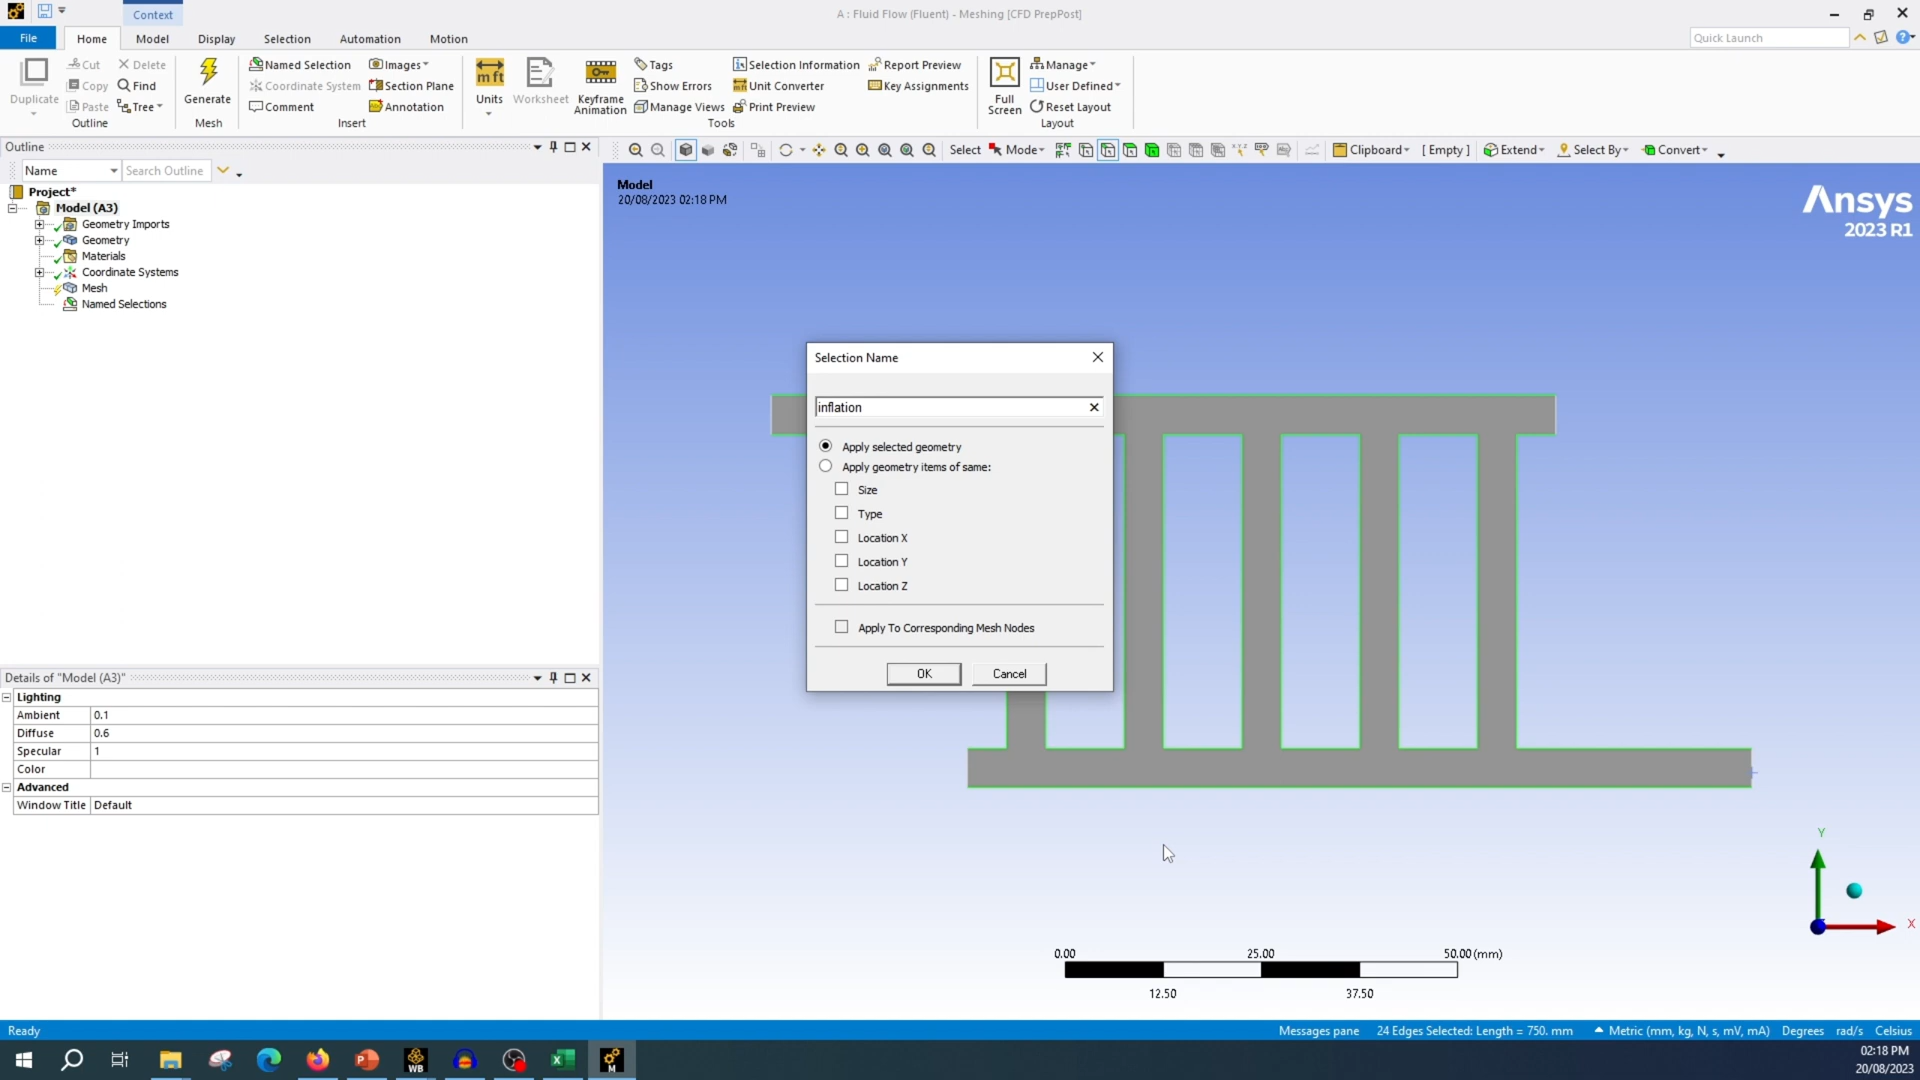 Context
A : Fluid Flow (Fluent) - Meshing [CFD PrepPost]
File
Home
Model
Display
Selection
Automation
Motion
Quick Launch
Duplicate
Cut
Copy
Paste
Delete
Find
Tree
Outline
Generate
Mesh
Named Selection
Coordinate System
Comment
Images
Section Plane
Annotation
Insert
m ft
Units
Worksheet
Keyframe
Animation
Tags
Show Errors
Manage Views
Selection Information
Unit Converter
Print Preview
Report Preview
Key Assignments
Tools
Full
Screen
Manage
User Defined
Reset Layout
Layout
Outline
Name
Search Outline
Select
Mode
Clipboard
[ Empty ]
Extend
Select By
Convert
Project*
Model (A3)
Geometry Imports
Geometry
Materials
Coordinate Systems
Mesh
Named Selections
Model
20/08/2023 02:18 PM
Ansys
2023 R1
Selection Name
inflation
Apply selected geometry
Apply geometry items of same:
Size
Type
Location X
Location Y
Location Z
Apply To Corresponding Mesh Nodes
OK
Cancel
Details of "Model (A3)"
Lighting
Ambient 0.1
Diffuse 0.6
Specular 1
Color
Advanced
Window Title Default
Y
X
0.00
25.00
50.00 (mm)
12.50
37.50
Ready
Messages pane
24 Edges Selected: Length = 750. mm
Metric (mm, kg, N, s, mV, mA)
Degrees
rad/s
Celsius
WB
M
02:18 PM
20/08/2023